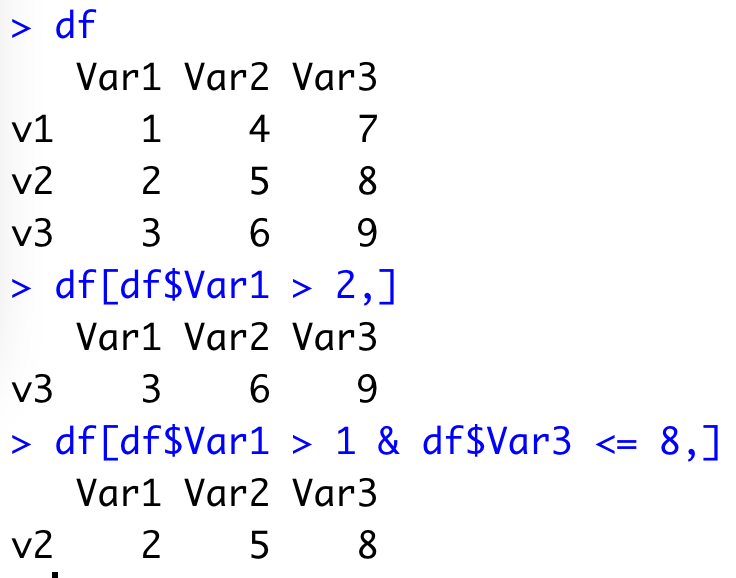 > df
   Var1 Var2 Var3
v1    1    4    7
v2    2    5    8
v3    3    6    9
> df[df$Var1 > 2,]
   Var1 Var2 Var3
v3    3    6    9
> df[df$Var1 > 1 & df$Var3 <= 8,]
   Var1 Var2 Var3
v2    2    5    8